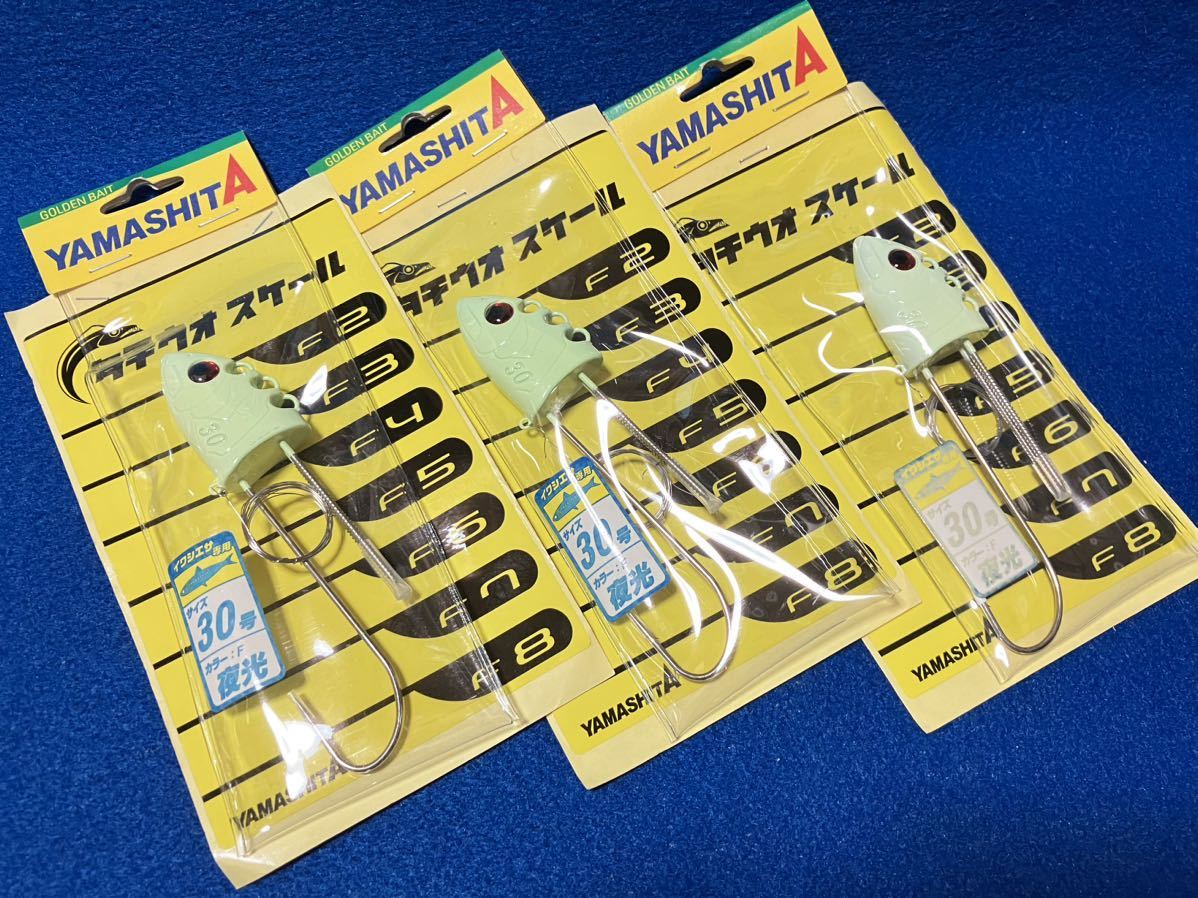 GOLDEN BAIT
YAMASHITA
タチウオ スケール
F2
F3
F4
F5
F6
F7
F8
30
イワシエサ専用
サイズ
30号
カラー:F
夜光
YAMASHITA
GOLDEN BAIT
YAMASHITA
タチウオ スケール
F2
F3
F4
F5
F7
F8
30
イワシエサ専用
サイズ
30号
カラー:F
夜光
YAMASHITA
GOLDEN BAIT
YAMASHITA
タチウオ スケール
F5
F6
F7
F8
30
イワシエサ専用
サイズ
30号
カラー:F
夜光
YAMASHITA